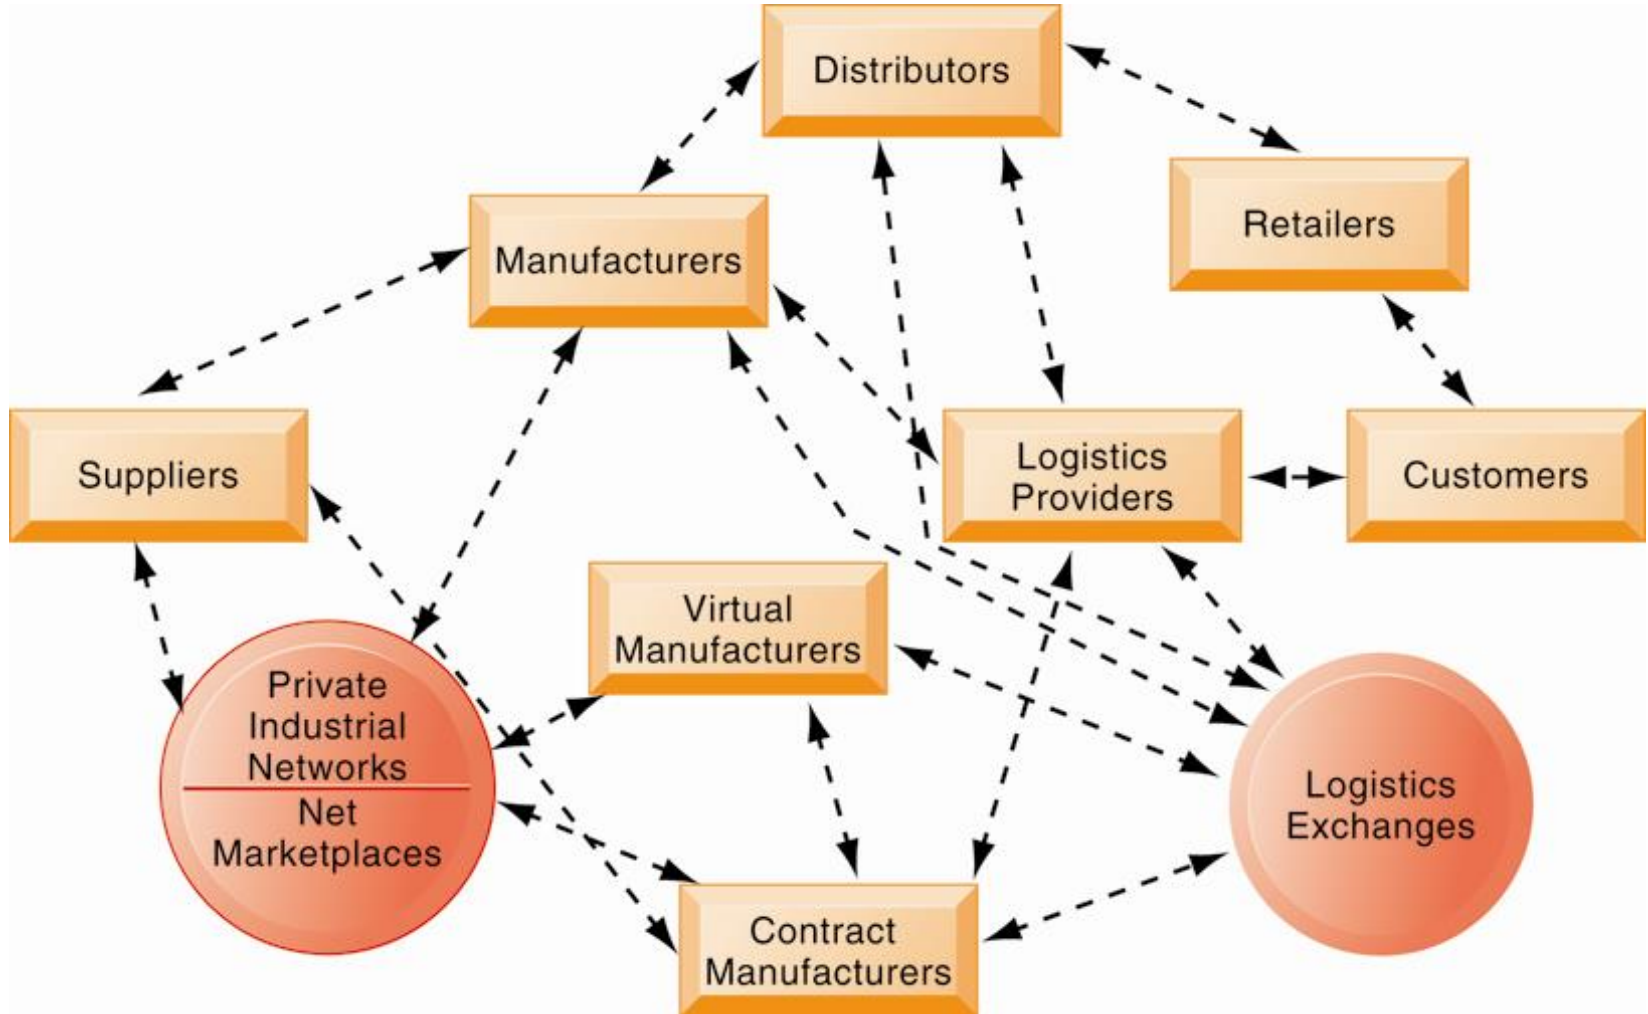 Distributors
Retailers
Manufacturers
Suppliers
Logistics
Providers
Customers
Virtual
Manufacturers
Private
Industrial
Networks
Net
Marketplaces
Logistics
Exchanges
Contract
Manufacturers